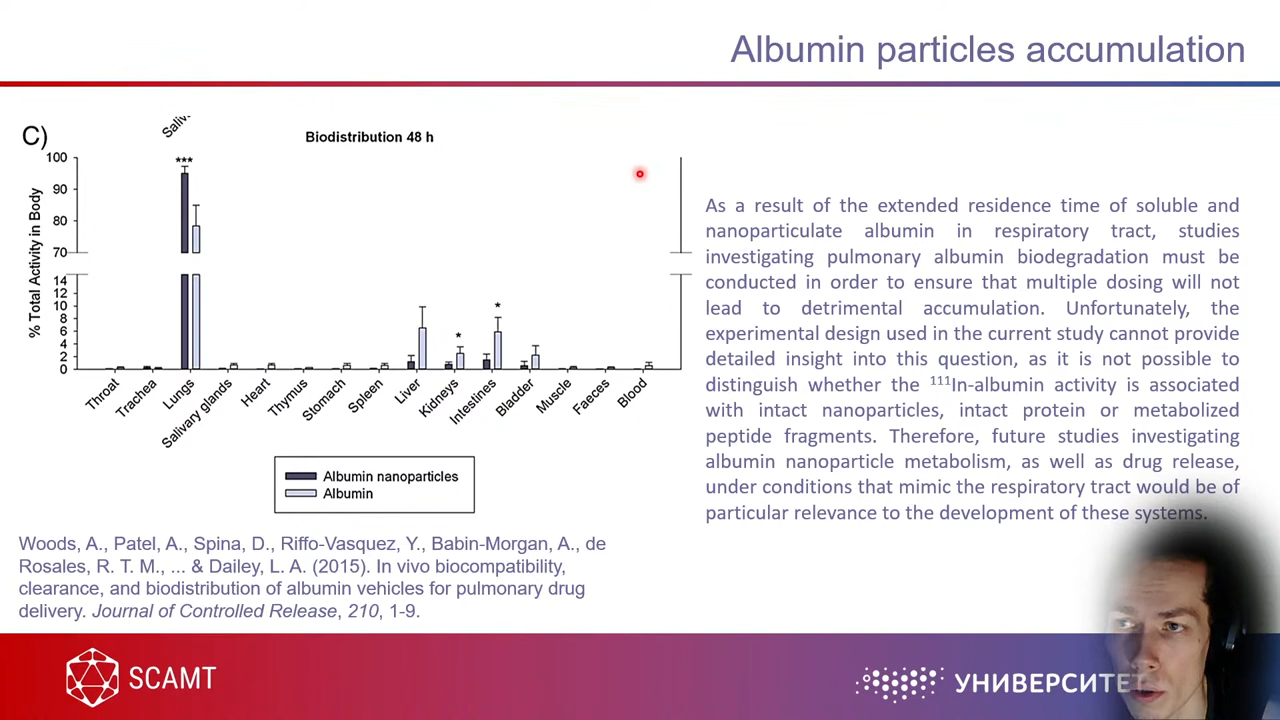 Albumin particles accumulation
C)
Biodistribution 48 h
% Total Activity in Body
100
90
80
70
14
12
10
8
6
4
2
0
Throat
Trachea
Lungs
Salivary glands
Heart
Thymus
Stomach
Spleen
Liver
Kidneys
Intestines
Bladder
Muscle
Faeces
Blood
***
*
*
Albumin nanoparticles
Albumin
As a result of the extended residence time of soluble and
nanoparticulate albumin in respiratory tract, studies
investigating pulmonary albumin biodegradation must be
conducted in order to ensure that multiple dosing will not
lead to detrimental accumulation. Unfortunately, the
experimental design used in the current study cannot provide
detailed insight into this question, as it is not possible to
distinguish whether the ¹¹¹In-albumin activity is associated
with intact nanoparticles, intact protein or metabolized
peptide fragments. Therefore, future studies investigating
albumin nanoparticle metabolism, as well as drug release,
under conditions that mimic the respiratory tract would be of
particular relevance to the development of these systems.
Woods, A., Patel, A., Spina, D., Riffo-Vasquez, Y., Babin-Morgan, A., de
Rosales, R. T. M., ... & Dailey, L. A. (2015). In vivo biocompatibility,
clearance, and biodistribution of albumin vehicles for pulmonary drug
delivery. Journal of Controlled Release, 210, 1-9.
SCAMT
УНИВЕРСИТЕТ